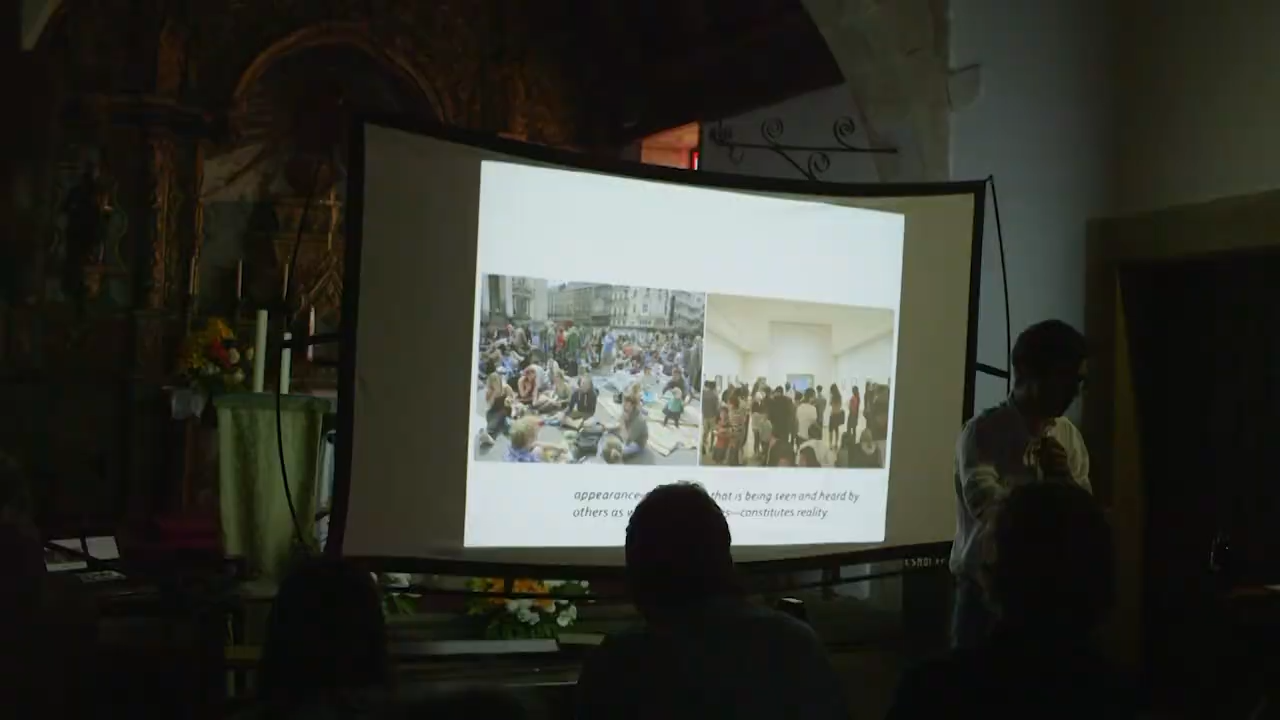 appearance that is being seen and heard by
others as constitutes reality.